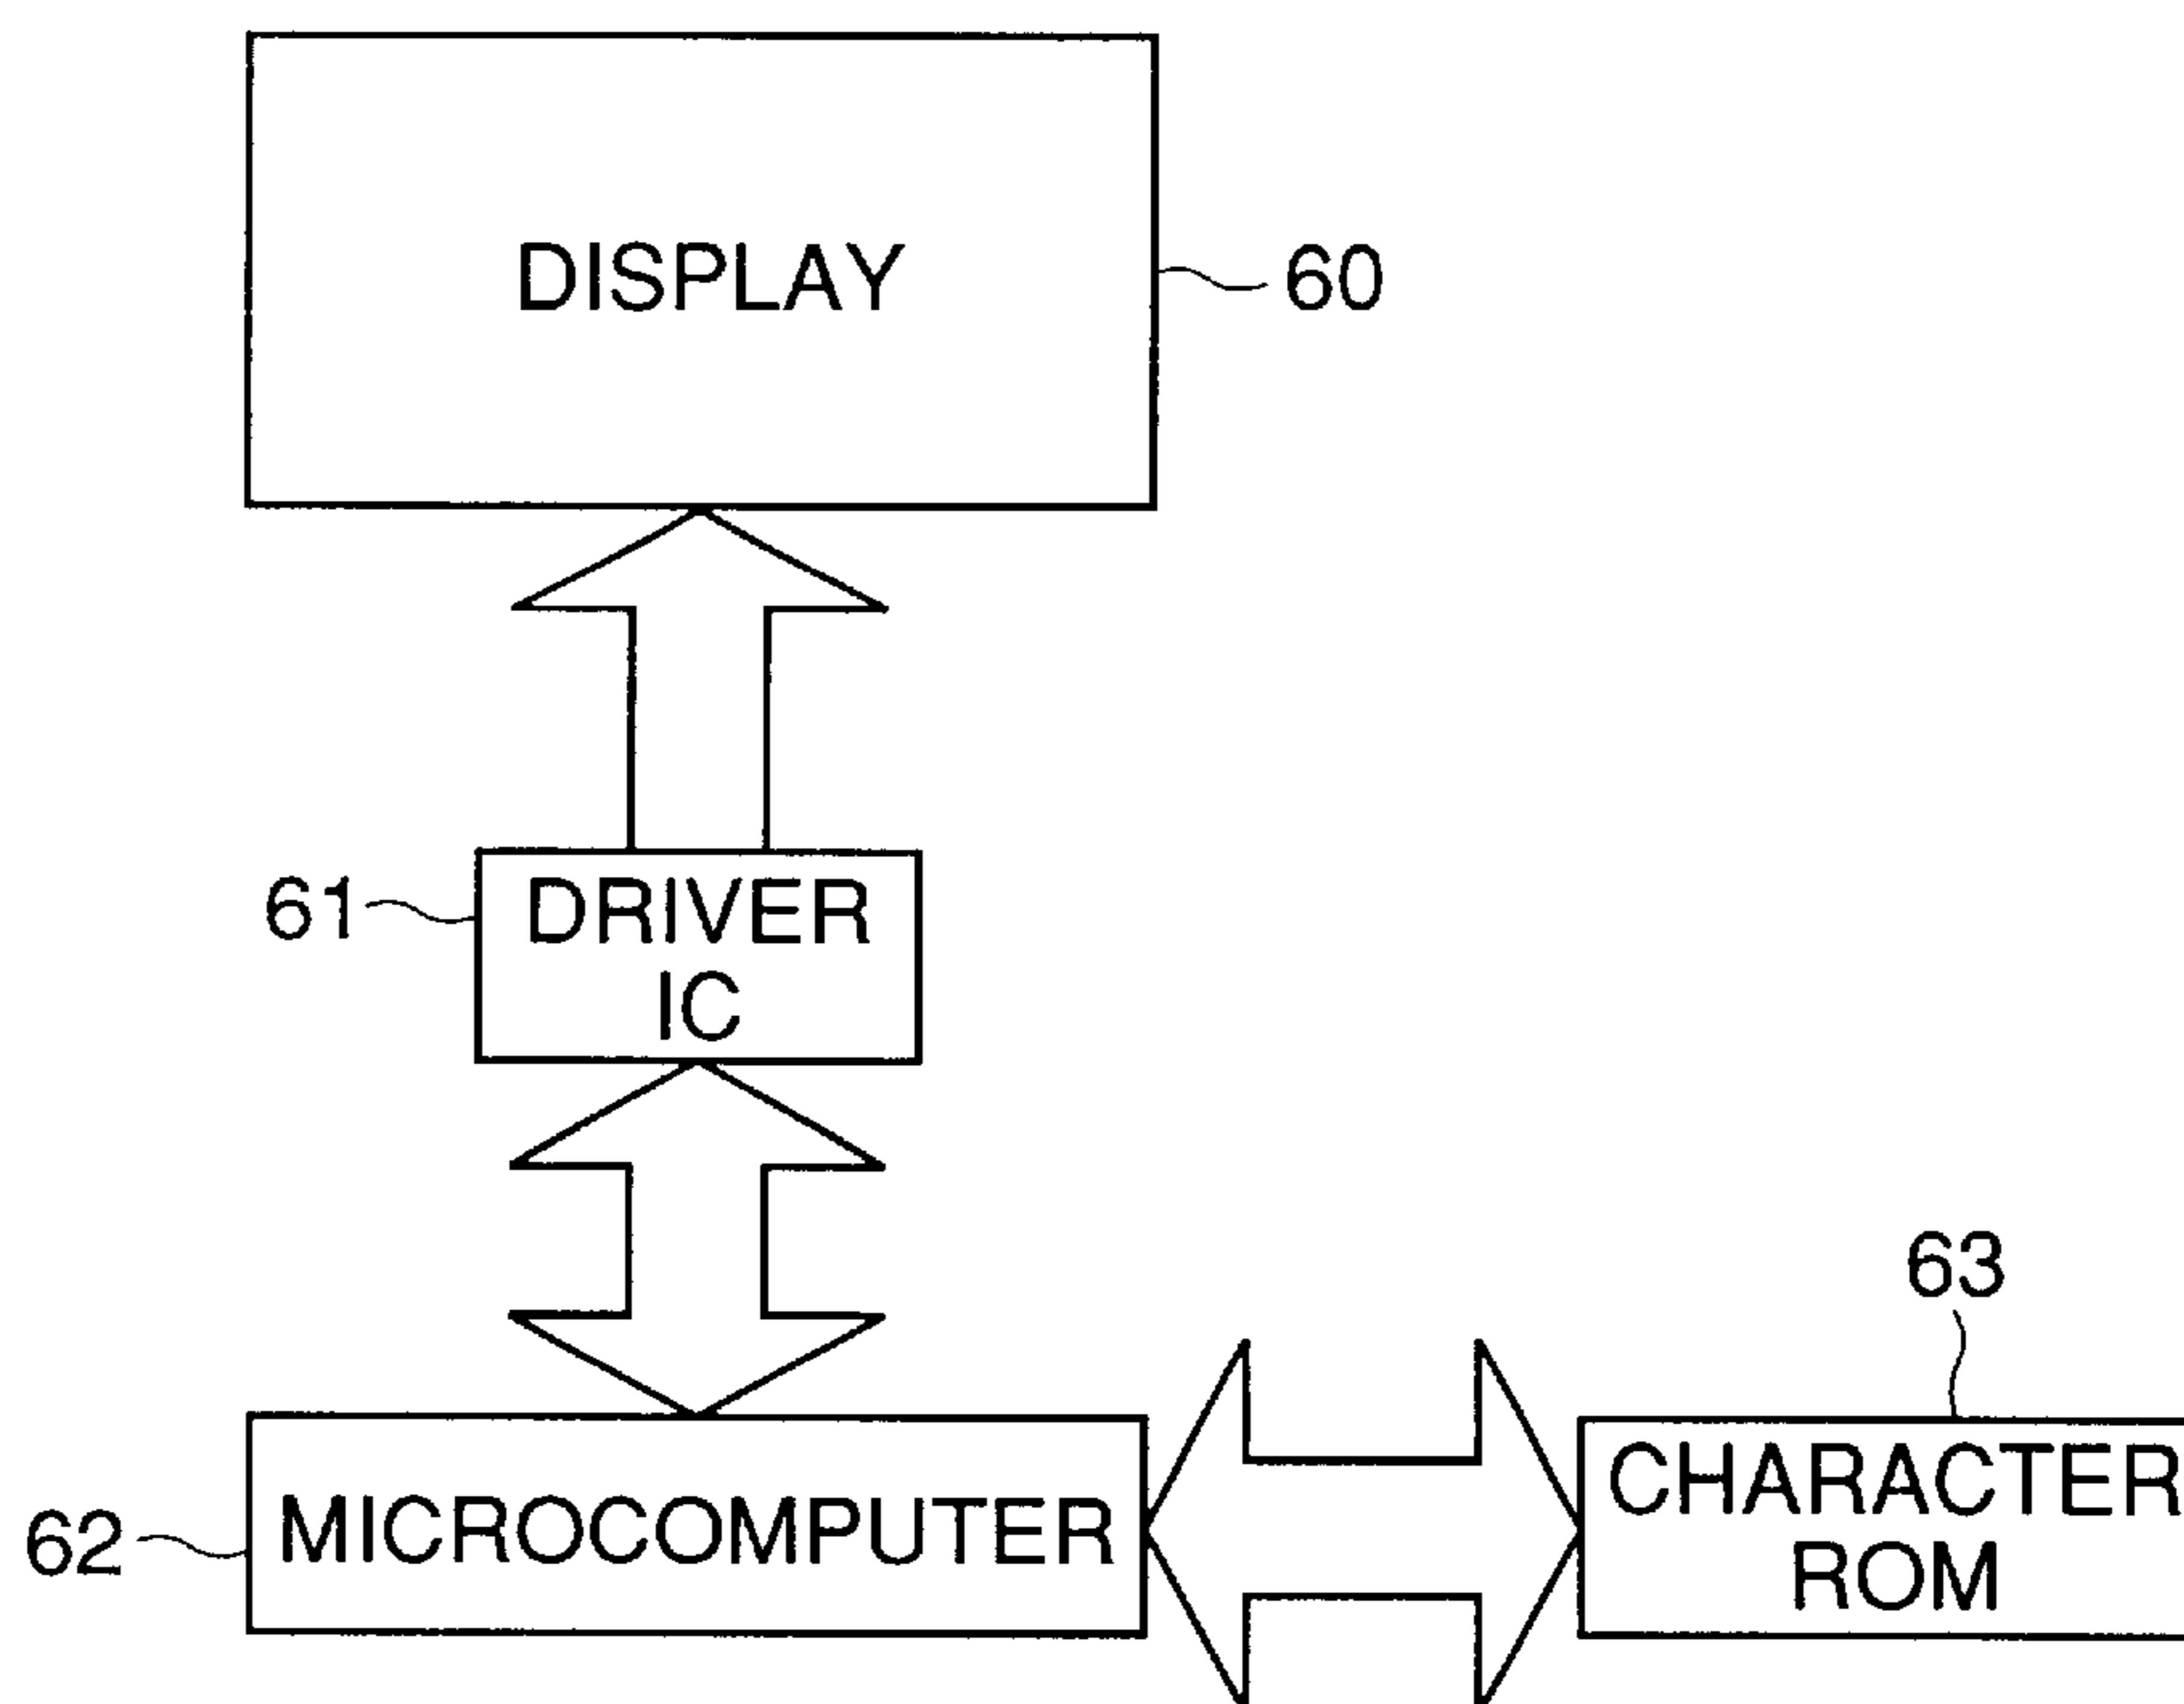 DISPLAY
60
61
DRIVER
IC
63
62
MICROCOMPUTER
CHARACTER
ROM